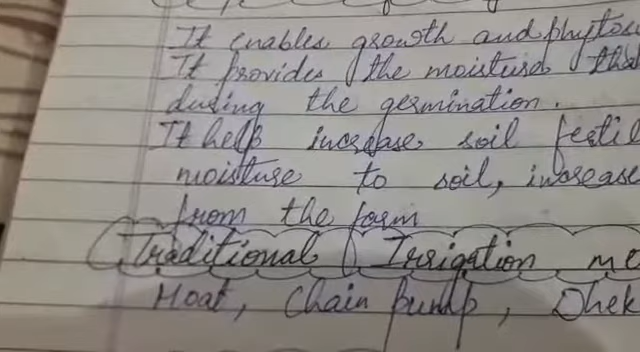 It enables growth and
It provides the moisture
during the germination.
It help increase soil
moisture to soil, increase
from the farm
Traditional Irrigation
Moat, Chain pump, Dhek